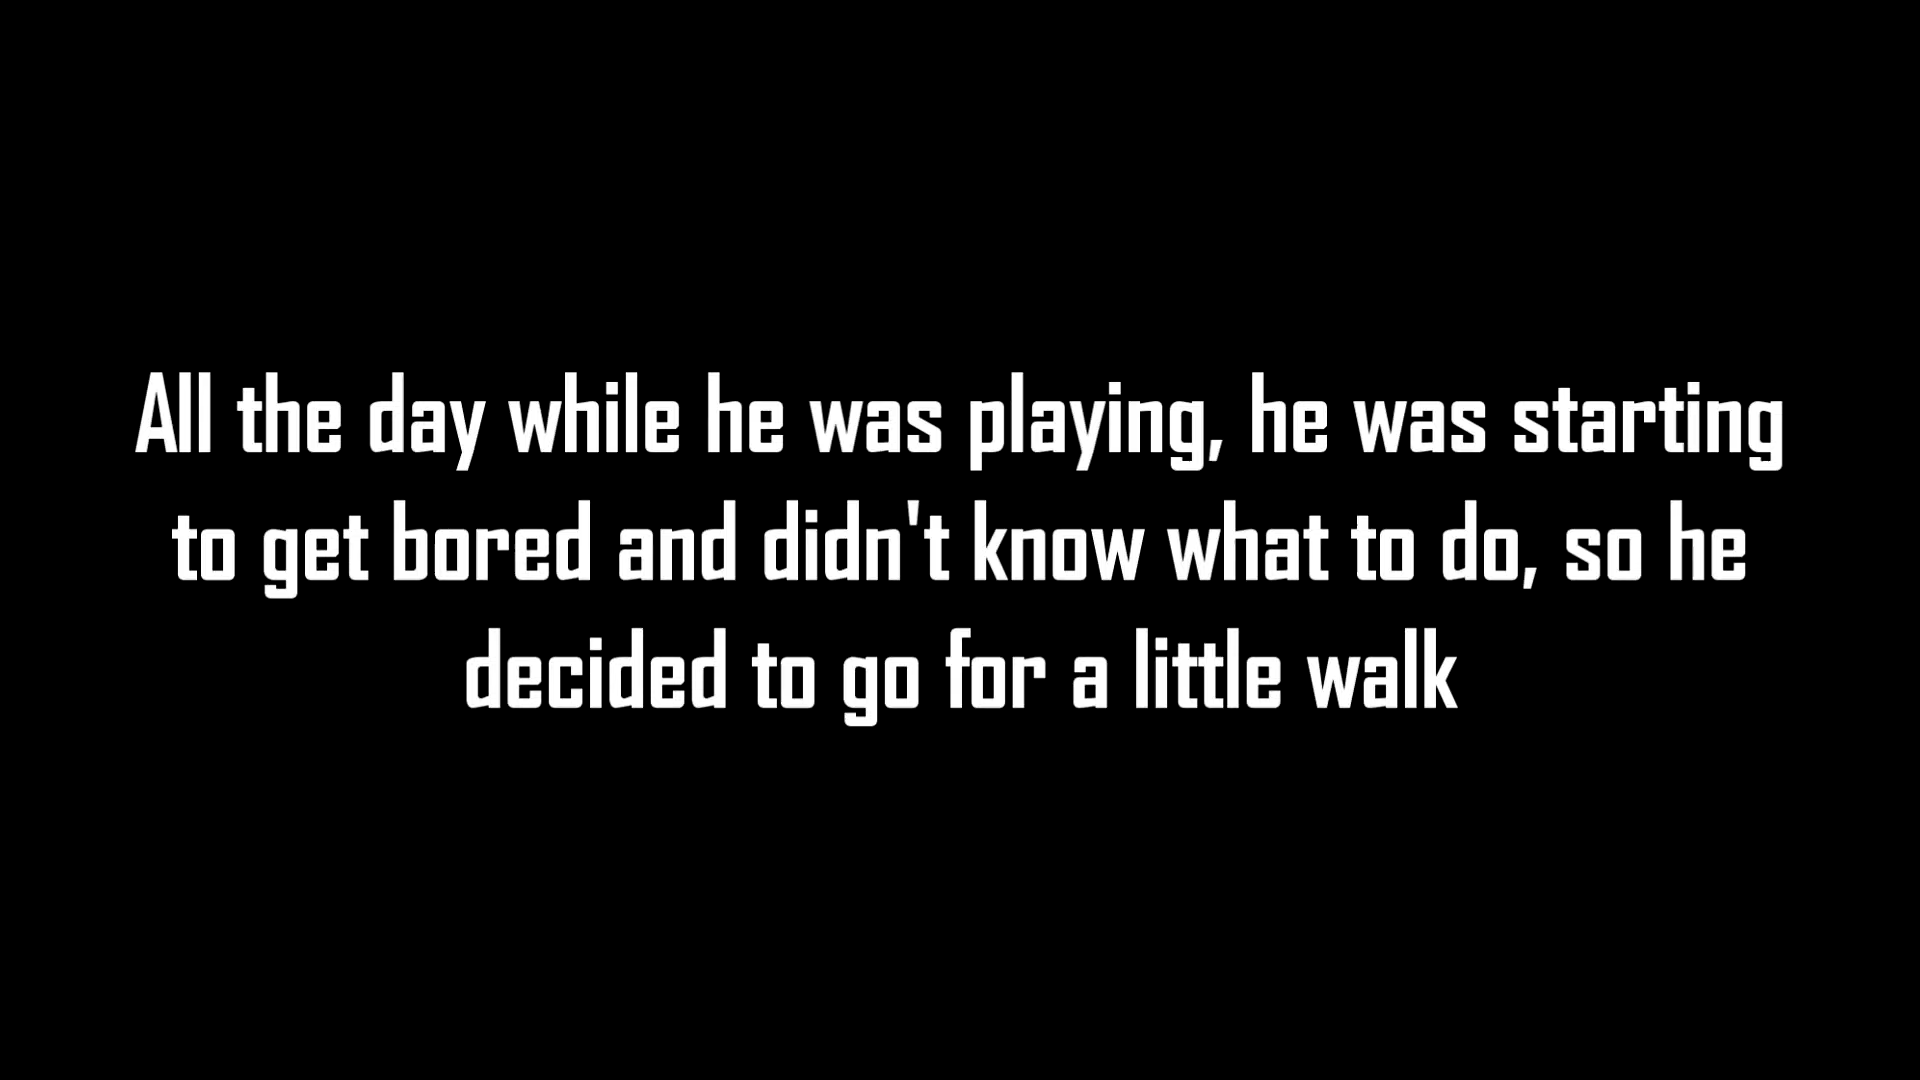 All the day while he was playing, he was starting
to get bored and didn't know what to do, so he
decided to go for a little walk